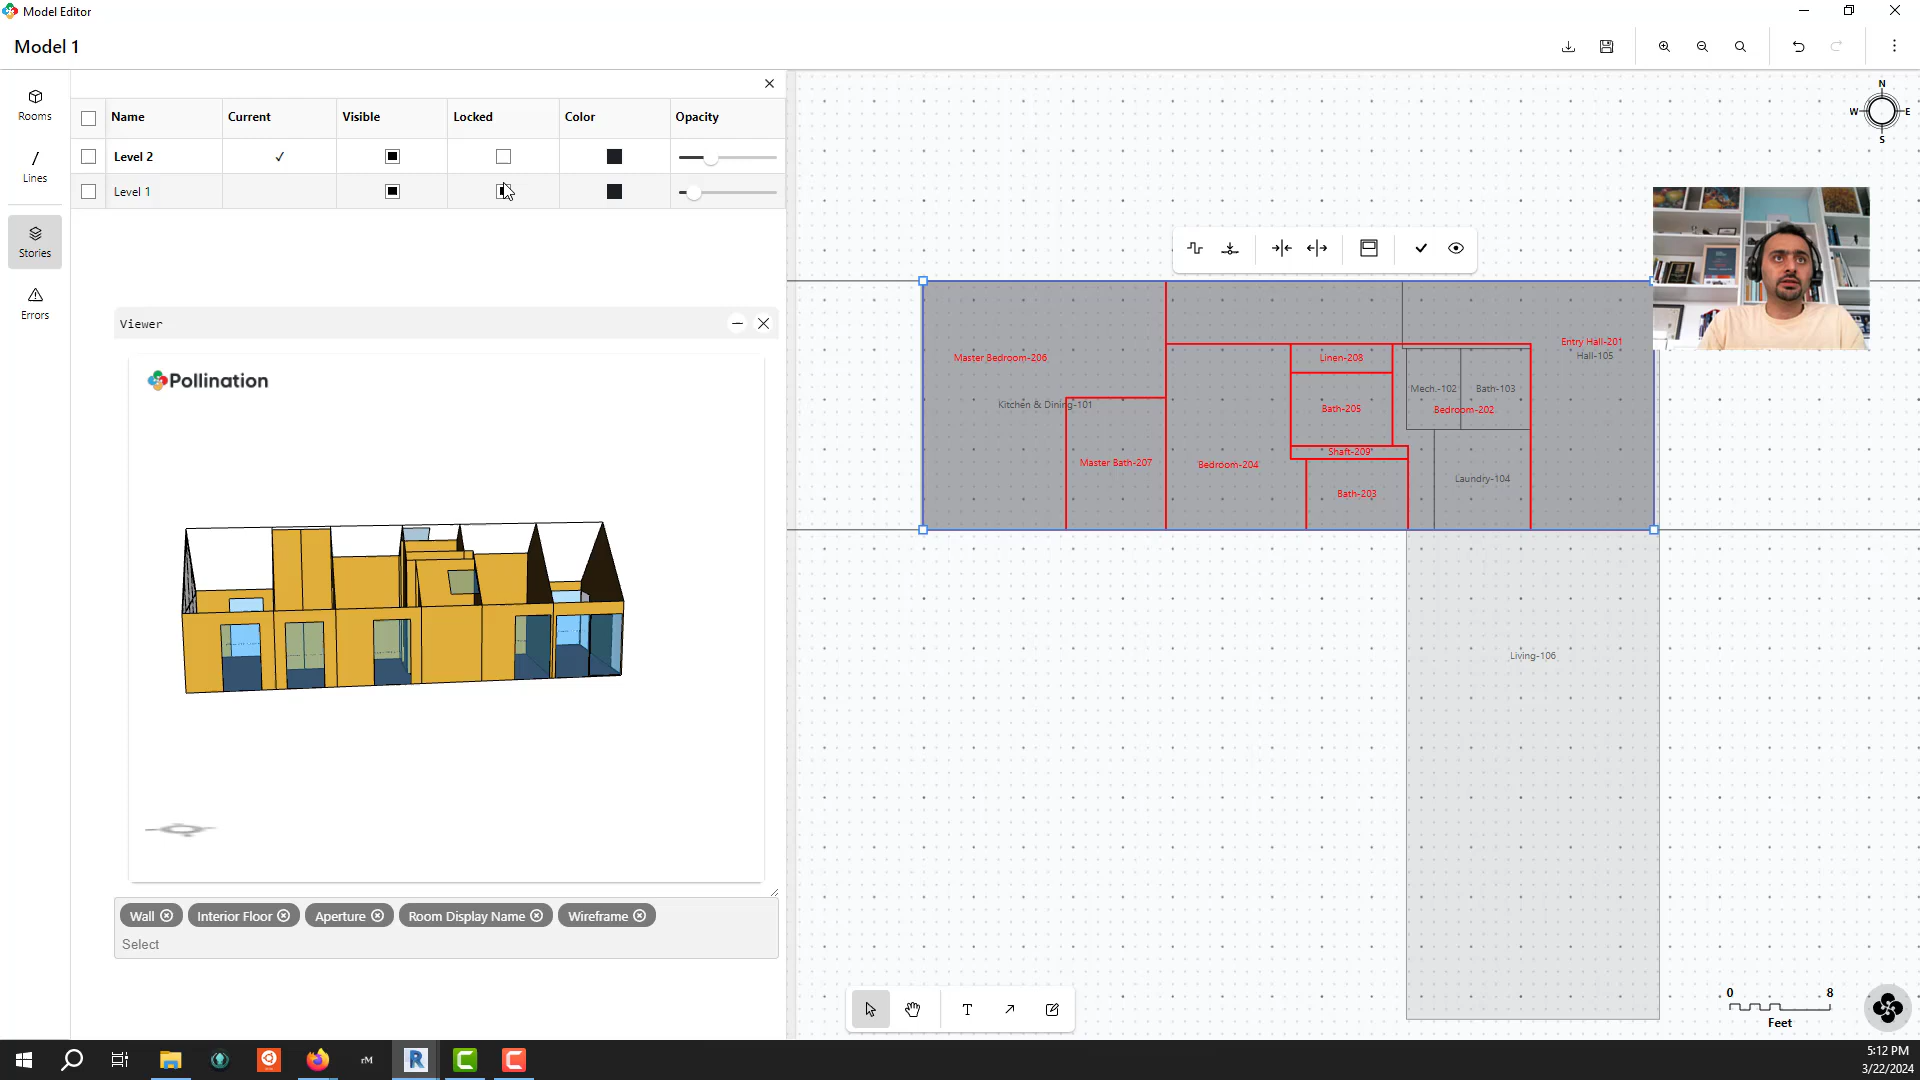 Model Editor
Model 1
Rooms
Lines
Stories
Errors
Name Current Visible Locked Color Opacity
Level 2
Level 1
Viewer
Pollination
Wall Interior Floor Aperture Room Display Name Wireframe
Select
N
W E
S
Master Bedroom-206
Kitchen & Dining-101
Master Bath-207
Bedroom-204
Linen-208
Bath-205
Shaft-209
Bath-203
Mech.-102
Bath-103
Bedroom-202
Laundry-104
Entry Hall-201
Hall-105
Living-106
T
0 8
Feet
rM
R
C
C
5:12 PM
3/22/2024